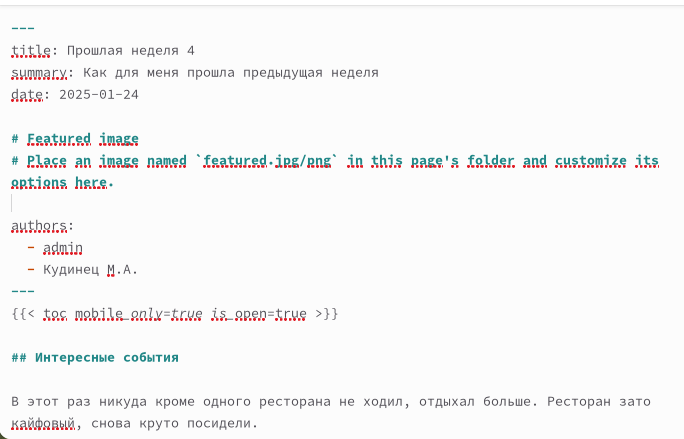 ---
title: Прошлая неделя 4
summary: Как для меня прошла предыдущая неделя
date: 2025-01-24
# Featured image
# Place an image named `featured.jpg/png` in this page's folder and customize its
options here.
authors:
- admin
- Кудинец М.А.
---
{{< toc mobile_only=true is_open=true >}}
## Интересные события
В этот раз никуда кроме одного ресторана не ходил, отдыхал больше. Ресторан зато
кайфовый, снова круто посидели.